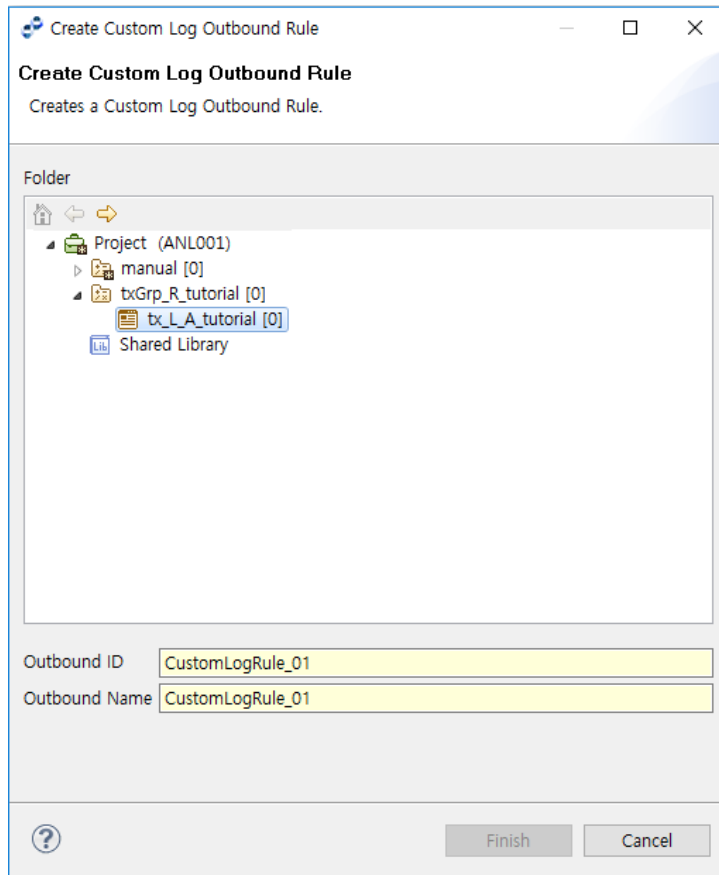 Create Custom Log Outbound Rule
Create Custom Log Outbound Rule
Creates a Custom Log Outbound Rule.
Folder
Project (ANL001)
manual [0]
txGrp_R_tutorial [0]
tx_L_A_tutorial [0]
Lib Shared Library
Outbound ID CustomLogRule_01
Outbound Name CustomLogRule_01
? Finish Cancel